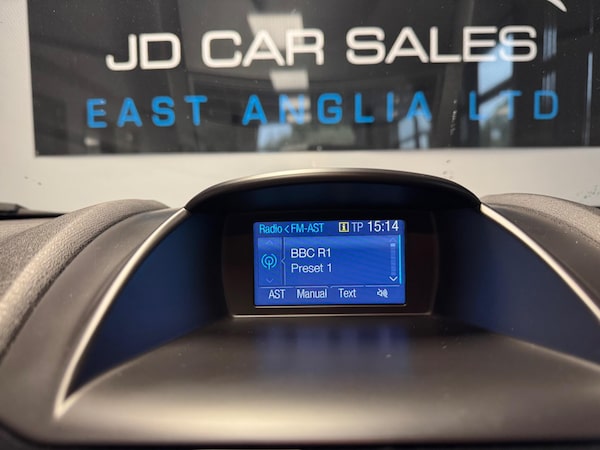 JD CAR SALES
EAST ANGLIA LTD
Radio < FM-AST i TP 15:14
BBC R1
Preset 1
AST Manual Text